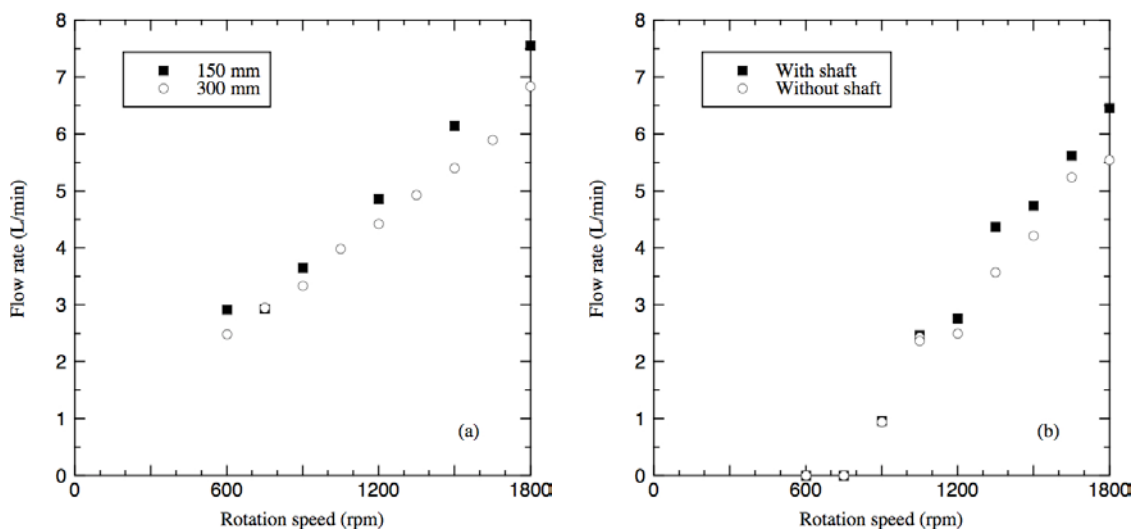 8
7
6
5
4
3
2
1
0
Flow rate (L/min)
150 mm
300 mm
(a)
0
600
1200
1800
Rotation speed (rpm)
8
7
6
5
4
3
2
1
0
Flow rate (L/min)
With shaft
Without shaft
(b)
0
600
1200
1800
Rotation speed (rpm)